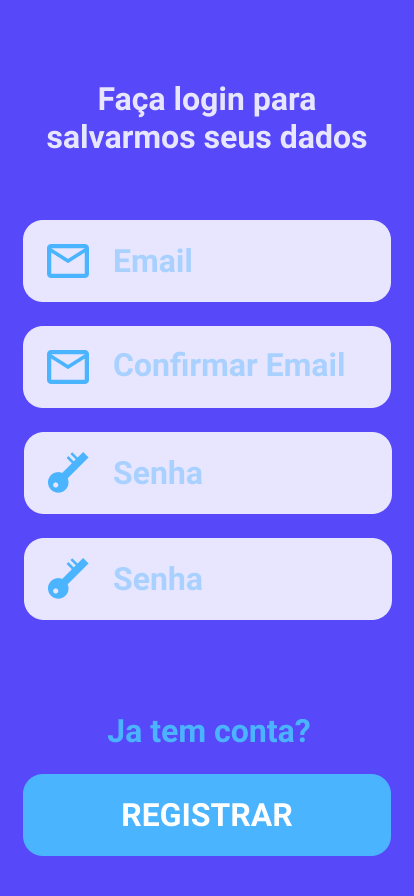 Faça login para
salvarmos seus dados
Email
Confirmar Email
Senha
Senha
Ja tem conta?
REGISTRAR